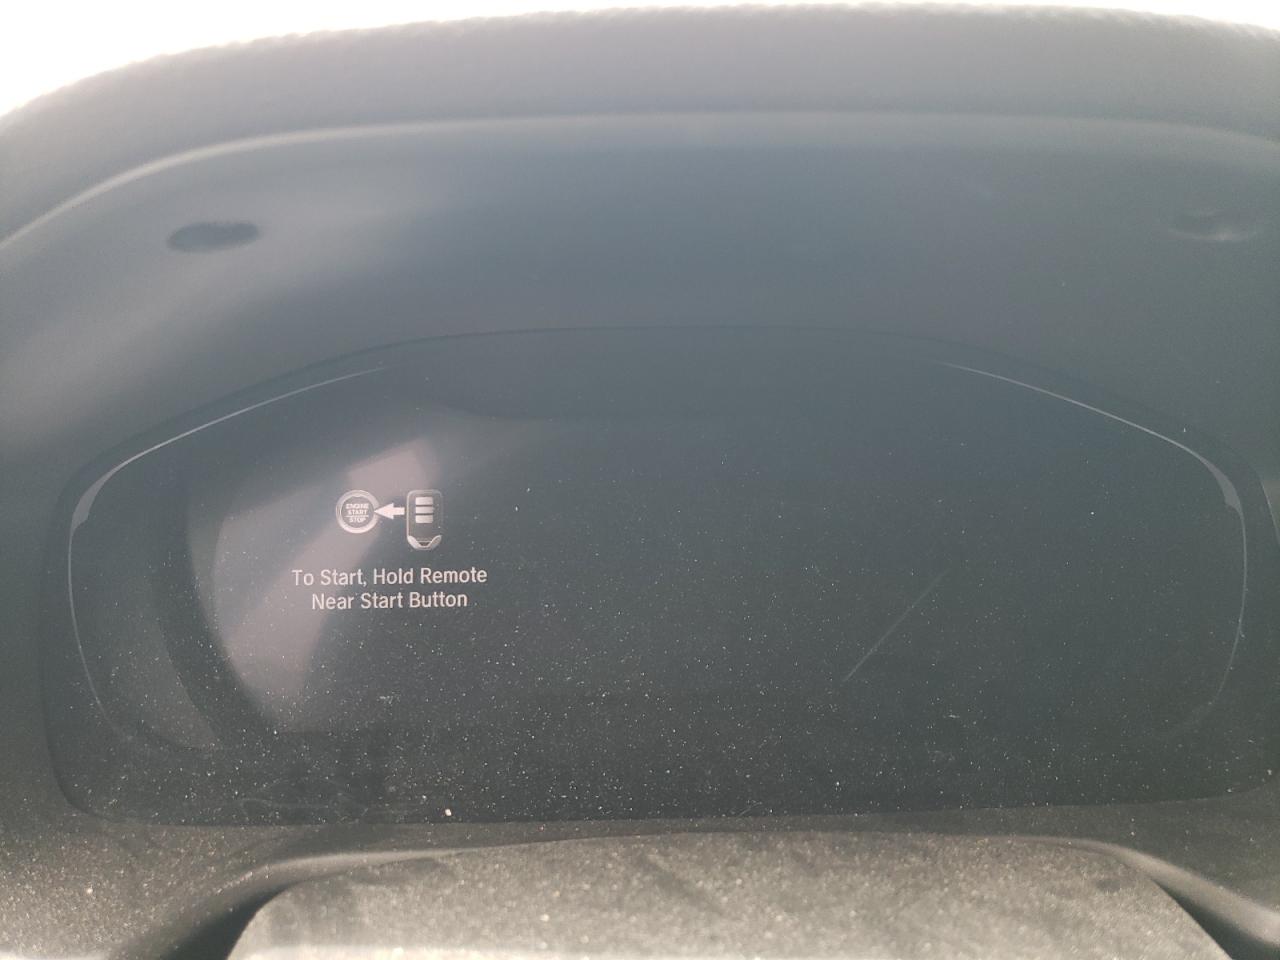 ENGINE
START
STOP
To Start, Hold Remote
Near Start Button